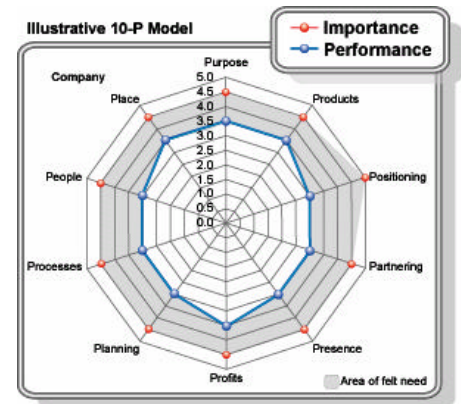 Illustrative 10-P Model
Importance
Performance
Company
Purpose
Products
Positioning
Partnering
Presence
Profits
Planning
Processes
People
Place
5.0
4.5
4.0
3.5
3.0
2.5
2.0
1.5
1.0
0.5
0.0
Area of felt need